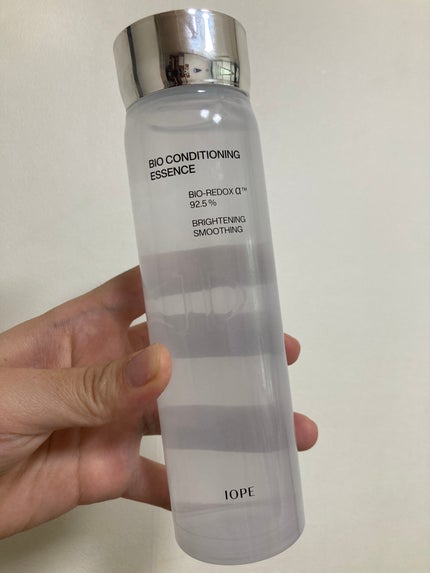 BIO CONDITIONING
ESSENCE
BIO-REDOX α™
92.5 %
BRIGHTENING
SMOOTHING
IOPE